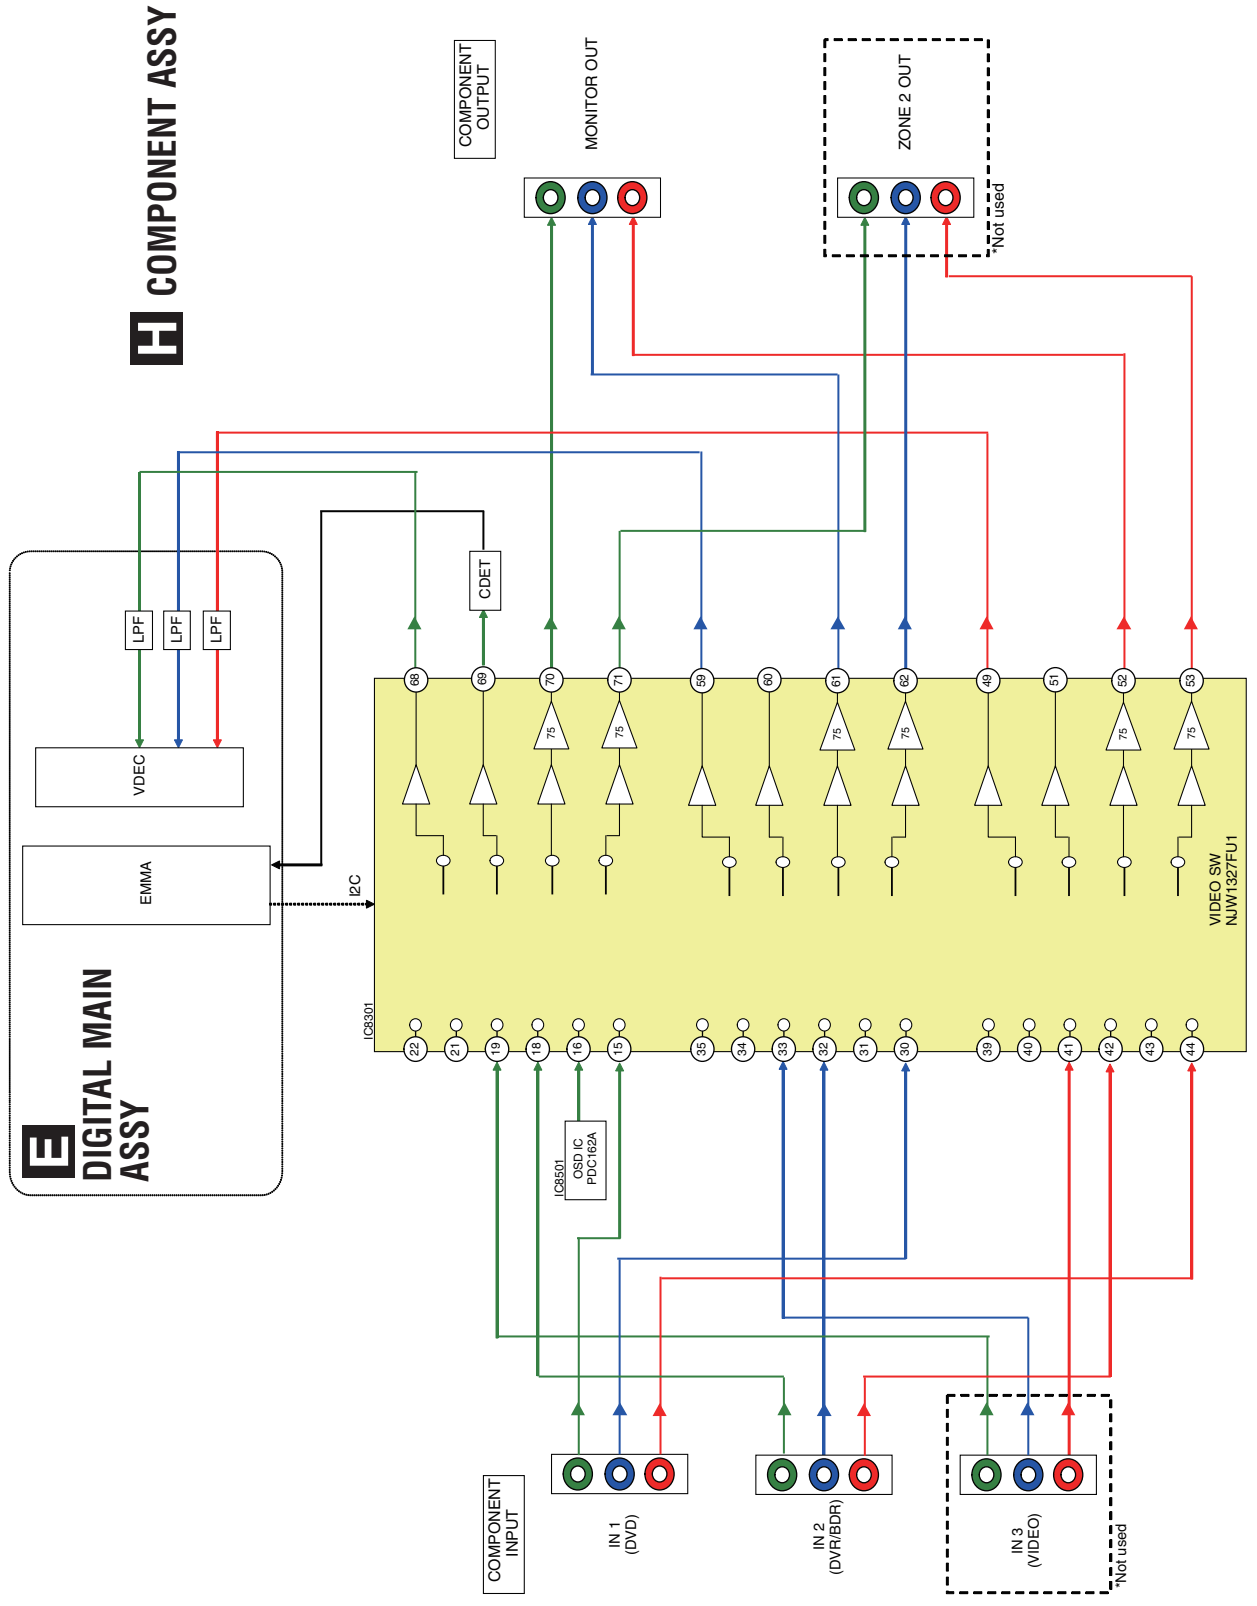 H COMPONENT ASSY
E
DIGITAL MAIN
ASSY
EMMA
VDEC
LPF
LPF
LPF
CDET
I2C
COMPONENT
INPUT
IN 1
(DVD)
IN 2
(DVR/BDR)
IN 3
(VIDEO)
*Not used
IC8501
OSD IC
PDC162A
IC8301
22
21
19
18
16
15
35
34
33
32
31
30
39
40
41
42
43
44
VIDEO SW
NJW1327FU1
75
75
75
75
75
75
68
69
70
71
59
60
61
62
49
51
52
53
COMPONENT
OUTPUT
MONITOR OUT
ZONE 2 OUT
*Not used